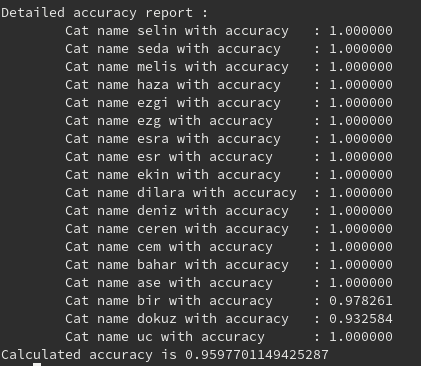 Detailed accuracy report :
Cat name selin with accuracy : 1.000000
Cat name seda with accuracy : 1.000000
Cat name melis with accuracy : 1.000000
Cat name haza with accuracy : 1.000000
Cat name ezgi with accuracy : 1.000000
Cat name ezg with accuracy : 1.000000
Cat name esra with accuracy : 1.000000
Cat name esr with accuracy : 1.000000
Cat name ekin with accuracy : 1.000000
Cat name dilara with accuracy : 1.000000
Cat name deniz with accuracy : 1.000000
Cat name ceren with accuracy : 1.000000
Cat name cem with accuracy : 1.000000
Cat name bahar with accuracy : 1.000000
Cat name ase with accuracy : 1.000000
Cat name bir with accuracy : 0.978261
Cat name dokuz with accuracy : 0.932584
Cat name uc with accuracy : 1.000000
Calculated accuracy is 0.9597701149425287